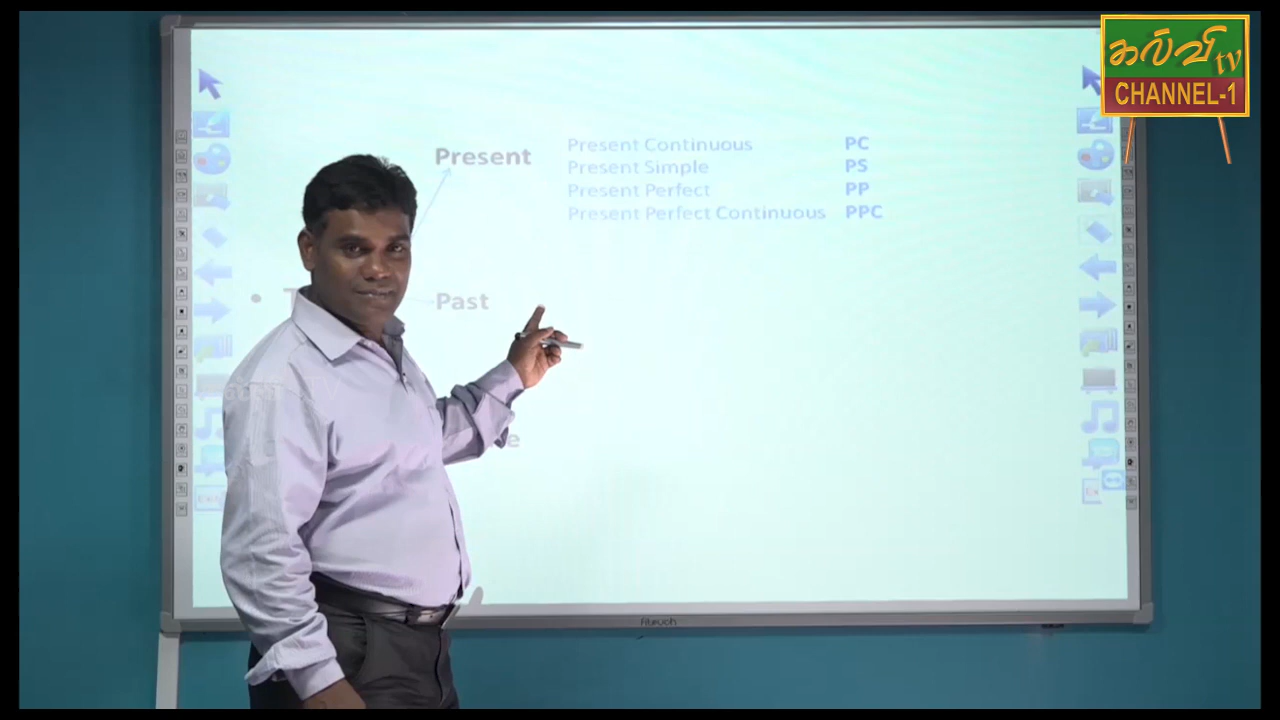 கல்வி tv
CHANNEL-1
Present
Present Continuous PC
Present Simple PS
Present Perfect PP
Present Perfect Continuous PPC
Past
fitouch